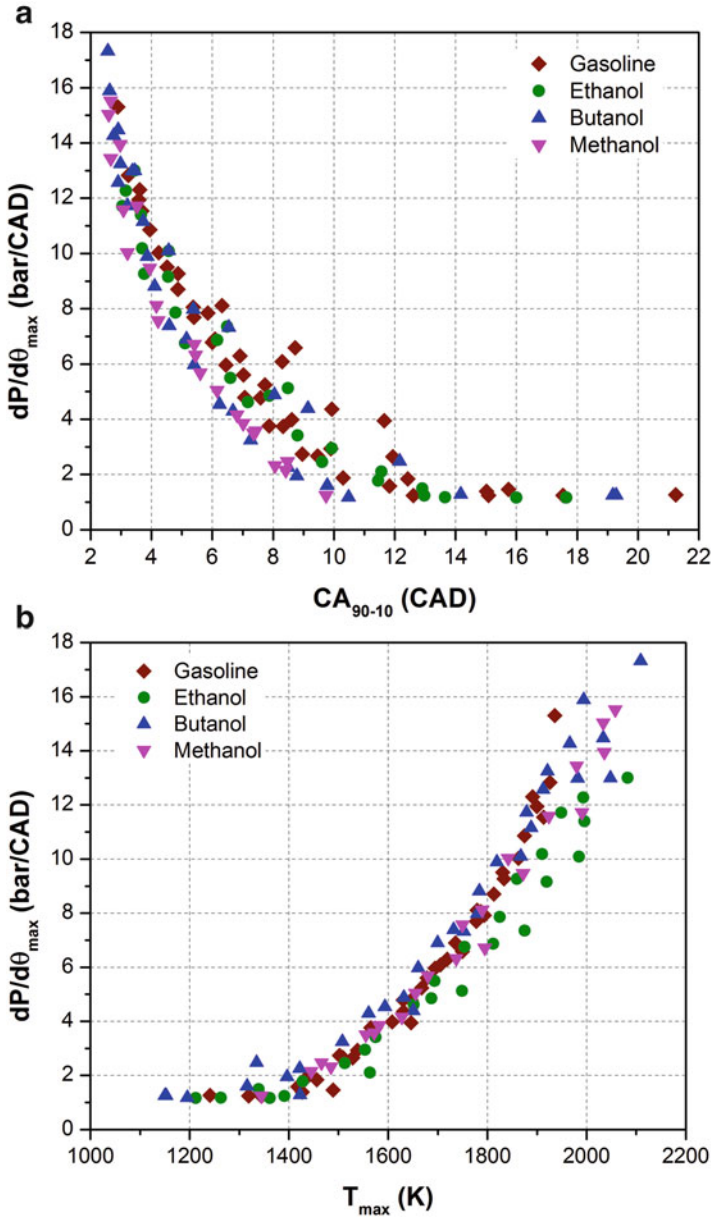 a
18
16
14
12
10
8
6
4
2
0
dP/dθmax (bar/CAD)
Gasoline
Ethanol
Butanol
Methanol
2 4 6 8 10 12 14 16 18 20 22
CA90-10 (CAD)
b
18
16
14
12
10
8
6
4
2
0
dP/dθmax (bar/CAD)
Gasoline
Ethanol
Butanol
Methanol
1000 1200 1400 1600 1800 2000 2200
Tmax (K)